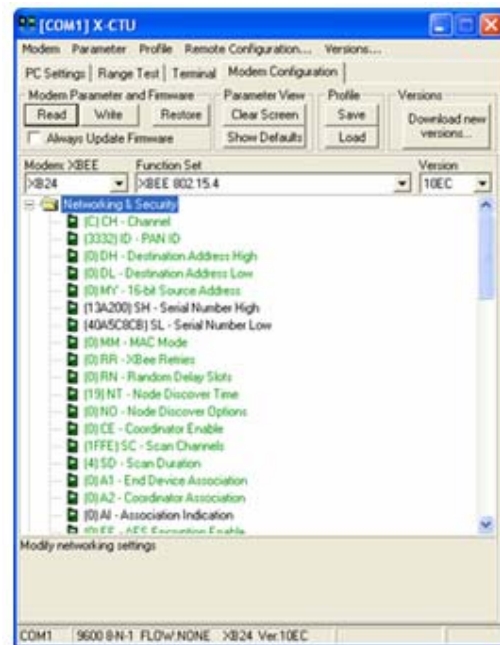 [COM1] X-CTU
Modem Parameter Profile Remote Configuration... Versions...
PC Settings Range Test Terminal Modem Configuration
Modem Parameter and Firmware Parameter View Profile Versions
Read Write Restore Clear Screen Save Download new versions...
Always Update Firmware Show Defaults Load
Modem: XBEE Function Set Version
XB24 XBEE 802.15.4 10EC
Networking & Security
(C) CH - Channel
(3332) ID - PAN ID
(0) DH - Destination Address High
(0) DL - Destination Address Low
(0) MY - 16-bit Source Address
(13A200) SH - Serial Number High
(40A5C8CB) SL - Serial Number Low
(0) MM - MAC Mode
(0) RR - XBee Retries
(0) RN - Random Delay Slots
(19) NT - Node Discover Time
(0) NO - Node Discover Options
(0) CE - Coordinator Enable
(1FFE) SC - Scan Channels
(4) SD - Scan Duration
(0) A1 - End Device Association
(0) A2 - Coordinator Association
(0) AI - Association Indication
(0) EE - AES Encryption Enable
Modify networking settings
COM1 9600 8-N-1 FLOW:NONE XB24 Ver:10EC